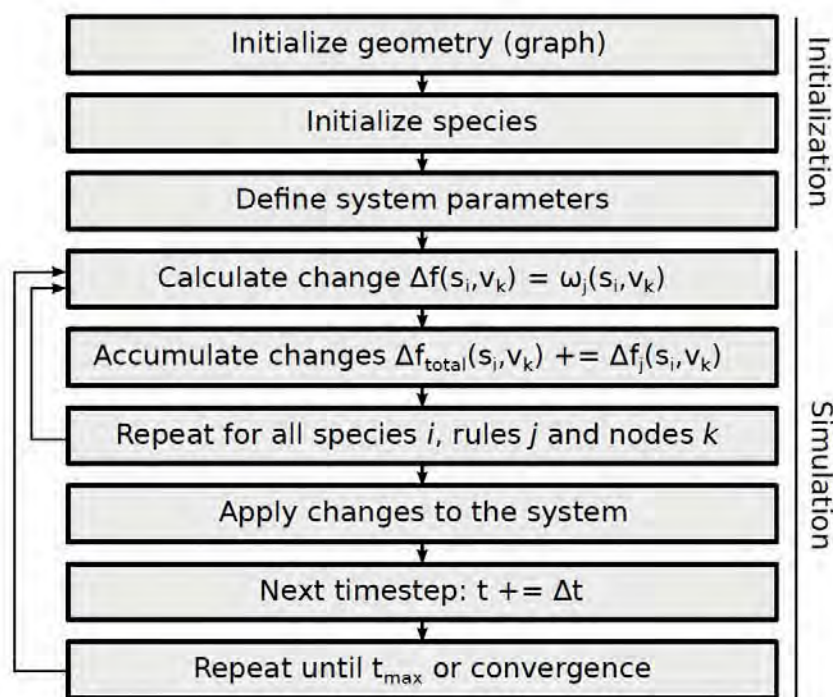 Initialize geometry (graph)
Initialize species
Define system parameters
Initialization
Calculate change Δf(sᵢ,vₖ) = ωⱼ(sᵢ,vₖ)
Accumulate changes Δfₜₒₜₐₗ(sᵢ,vₖ) += Δfⱼ(sᵢ,vₖ)
Repeat for all species i, rules j and nodes k
Apply changes to the system
Next timestep: t += Δt
Repeat until tₘₐₓ or convergence
Simulation